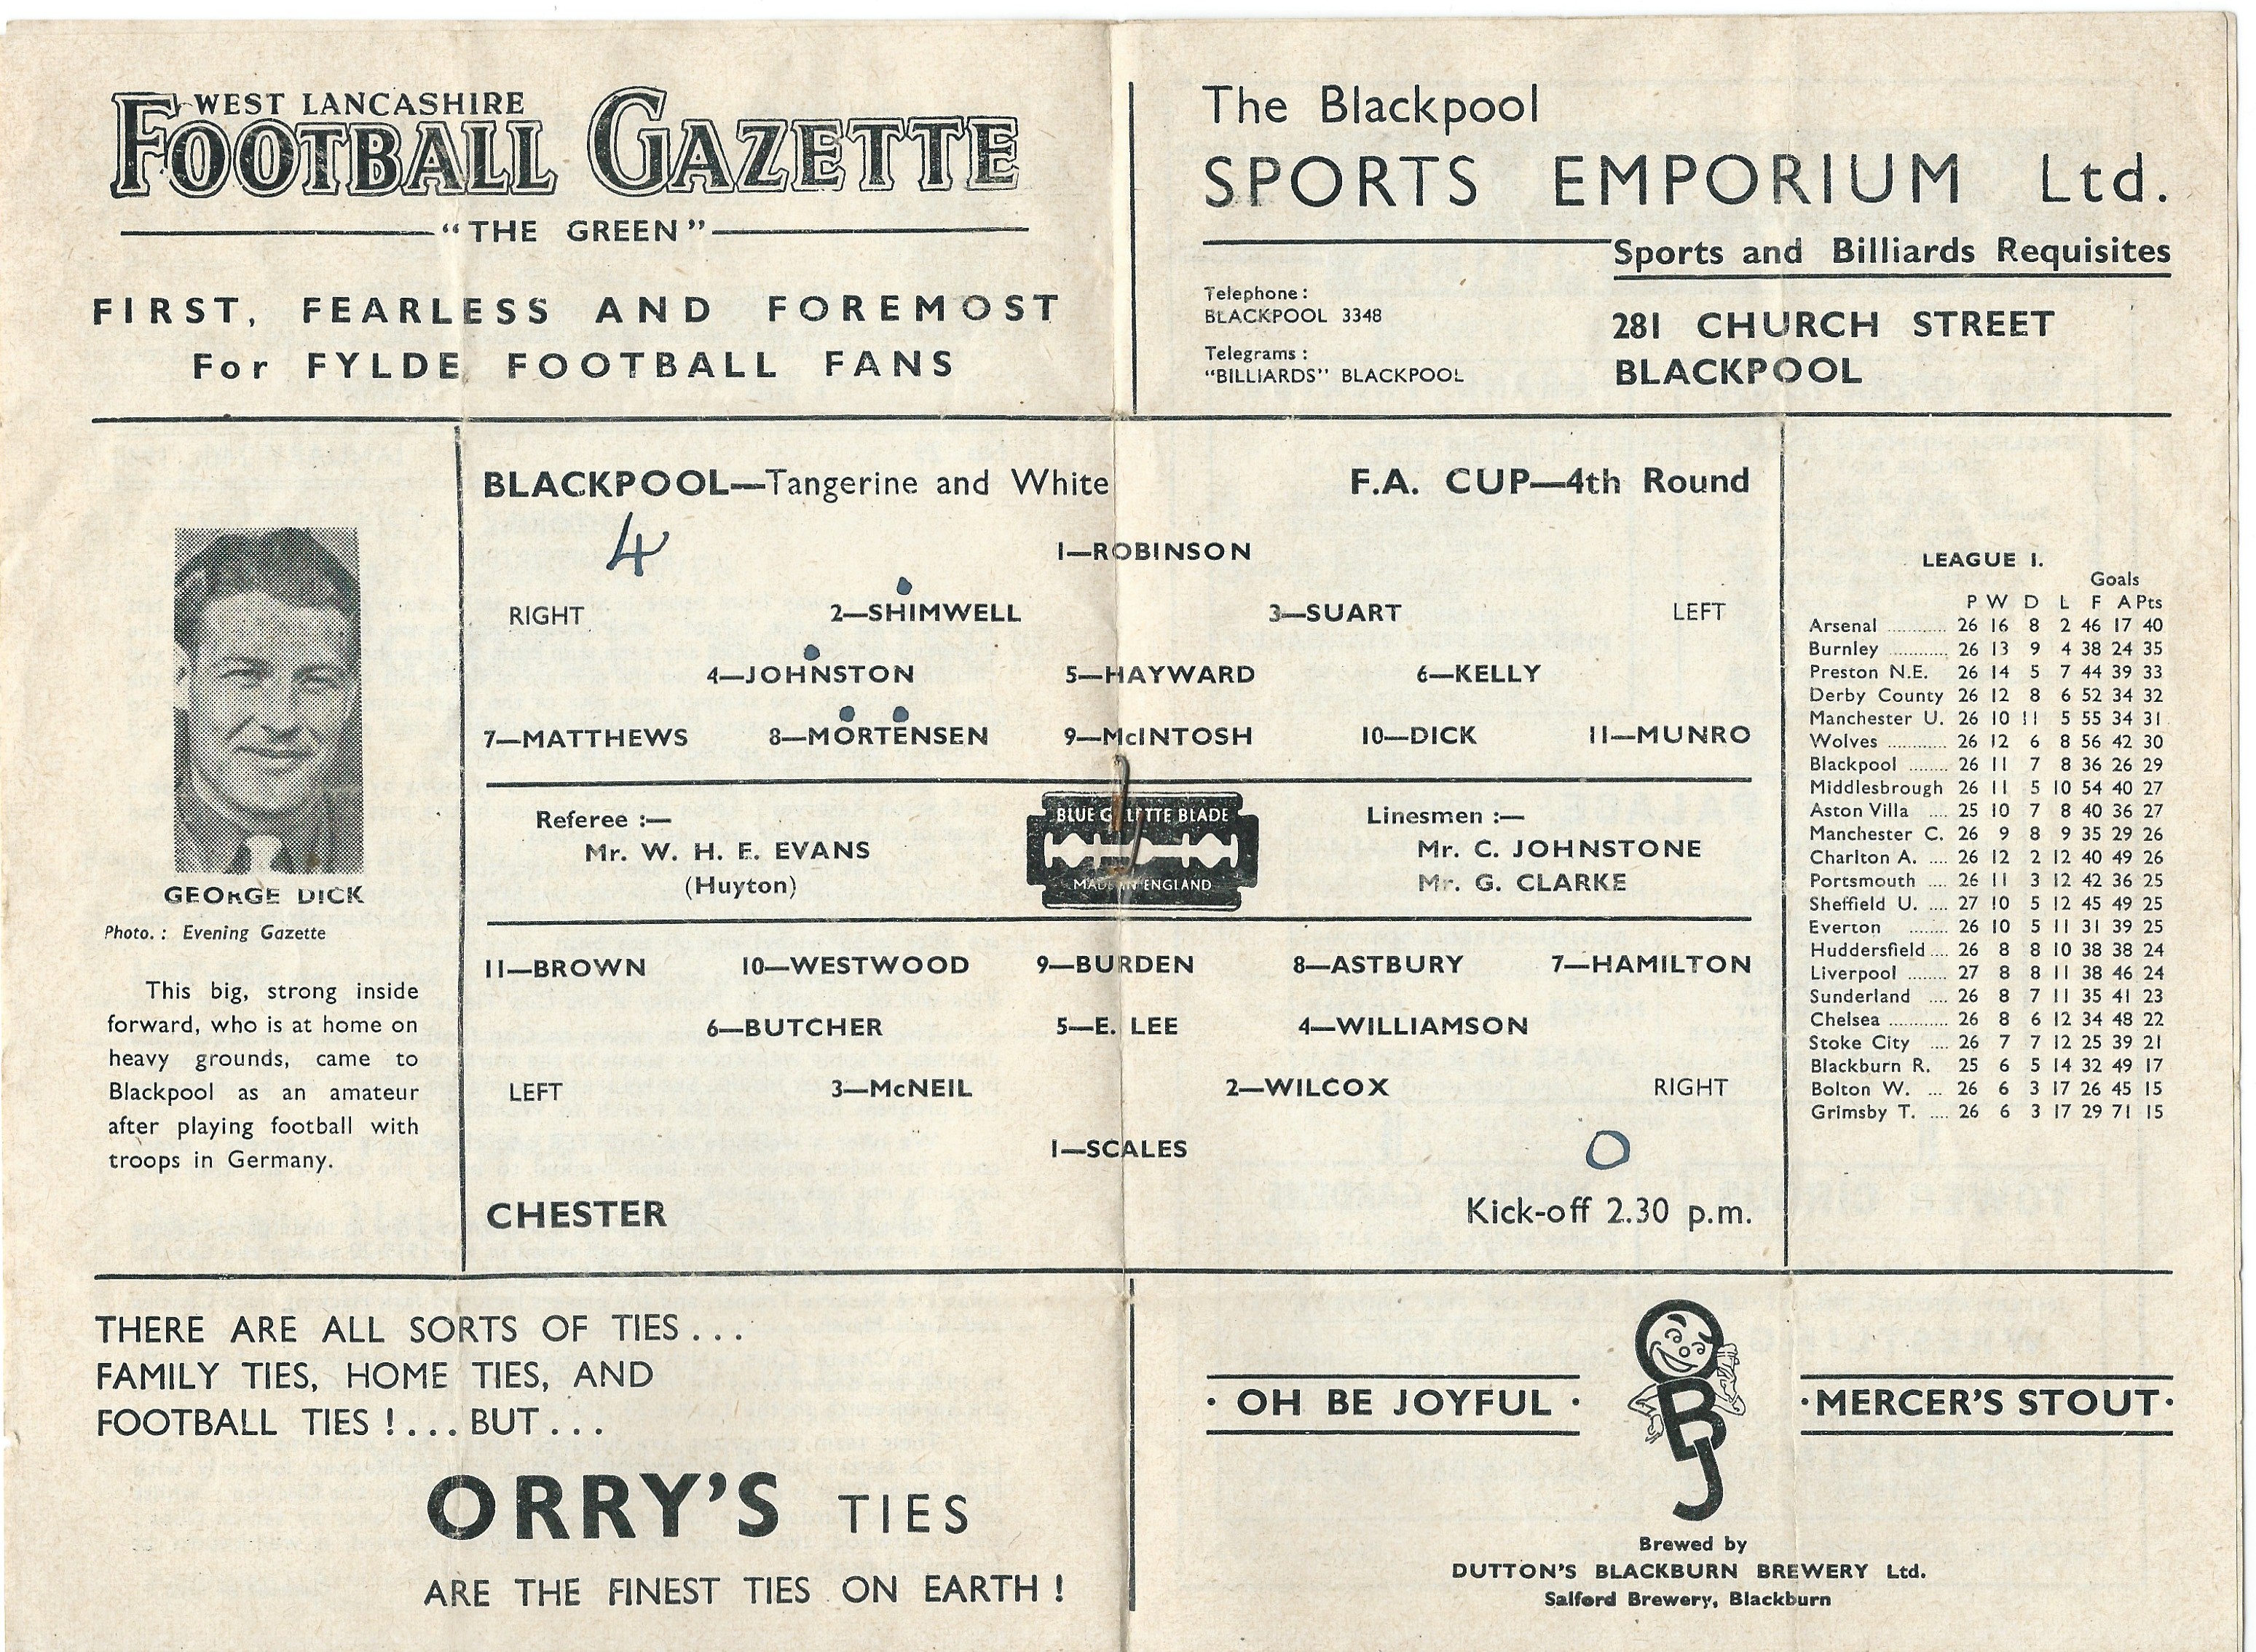 WEST LANCASHIRE
FOOTBALL GAZETTE
"THE GREEN"
FIRST, FEARLESS AND FOREMOST
For FYLDE FOOTBALL FANS
The Blackpool
SPORTS EMPORIUM Ltd.
Sports and Billiards Requisites
Telephone :
BLACKPOOL 3348
Telegrams :
"BILLIARDS" BLACKPOOL
281 CHURCH STREET
BLACKPOOL
GEORGE DICK
Photo. : Evening Gazette
This big, strong inside
forward, who is at home on
heavy grounds, came to
Blackpool as an amateur
after playing football with
troops in Germany.
BLACKPOOL—Tangerine and White F.A. CUP—4th Round
4
1—ROBINSON
RIGHT 2—SHIMWELL 3—SUART LEFT
4—JOHNSTON 5—HAYWARD 6—KELLY
7—MATTHEWS 8—MORTENSEN 9—McINTOSH 10—DICK 11—MUNRO
Referee :—
Mr. W. H. E. EVANS
(Huyton)
BLUE GILLETTE BLADE
MADE IN ENGLAND
Linesmen :—
Mr. C. JOHNSTONE
Mr. G. CLARKE
11—BROWN 10—WESTWOOD 9—BURDEN 8—ASTBURY 7—HAMILTON
6—BUTCHER 5—E. LEE 4—WILLIAMSON
LEFT 3—McNEIL 2—WILCOX RIGHT
1—SCALES
0
CHESTER Kick-off 2.30 p.m.
LEAGUE I.
Goals
P W D L F A Pts
Arsenal .......... 26 16 8 2 46 17 40
Burnley .......... 26 13 9 4 38 24 35
Preston N.E. 26 14 5 7 44 39 33
Derby County 26 12 8 6 52 34 32
Manchester U. 26 10 11 5 55 34 31
Wolves .......... 26 12 6 8 56 42 30
Blackpool ....... 26 11 7 8 36 26 29
Middlesbrough 26 11 5 10 54 40 27
Aston Villa .... 25 10 7 8 40 36 27
Manchester C. 26 9 8 9 35 29 26
Charlton A. .... 26 12 2 12 40 49 26
Portsmouth .... 26 11 3 12 42 36 25
Sheffield U. .... 27 10 5 12 45 49 25
Everton ....... 26 10 5 11 31 39 25
Huddersfield .... 26 8 8 10 38 38 24
Liverpool ....... 27 8 8 11 38 46 24
Sunderland .... 26 8 7 11 35 41 23
Chelsea .......... 26 8 6 12 34 48 22
Stoke City .... 26 7 7 12 25 39 21
Blackburn R. 25 6 5 14 32 49 17
Bolton W. ... 26 6 3 17 26 45 15
Grimsby T. .... 26 6 3 17 29 71 15
THERE ARE ALL SORTS OF TIES . . .
FAMILY TIES, HOME TIES, AND
FOOTBALL TIES ! . . . BUT . . .
ORRY'S TIES
ARE THE FINEST TIES ON EARTH !
· OH BE JOYFUL ·
OBJ
· MERCER'S STOUT ·
Brewed by
DUTTON'S BLACKBURN BREWERY Ltd.
Salford Brewery, Blackburn